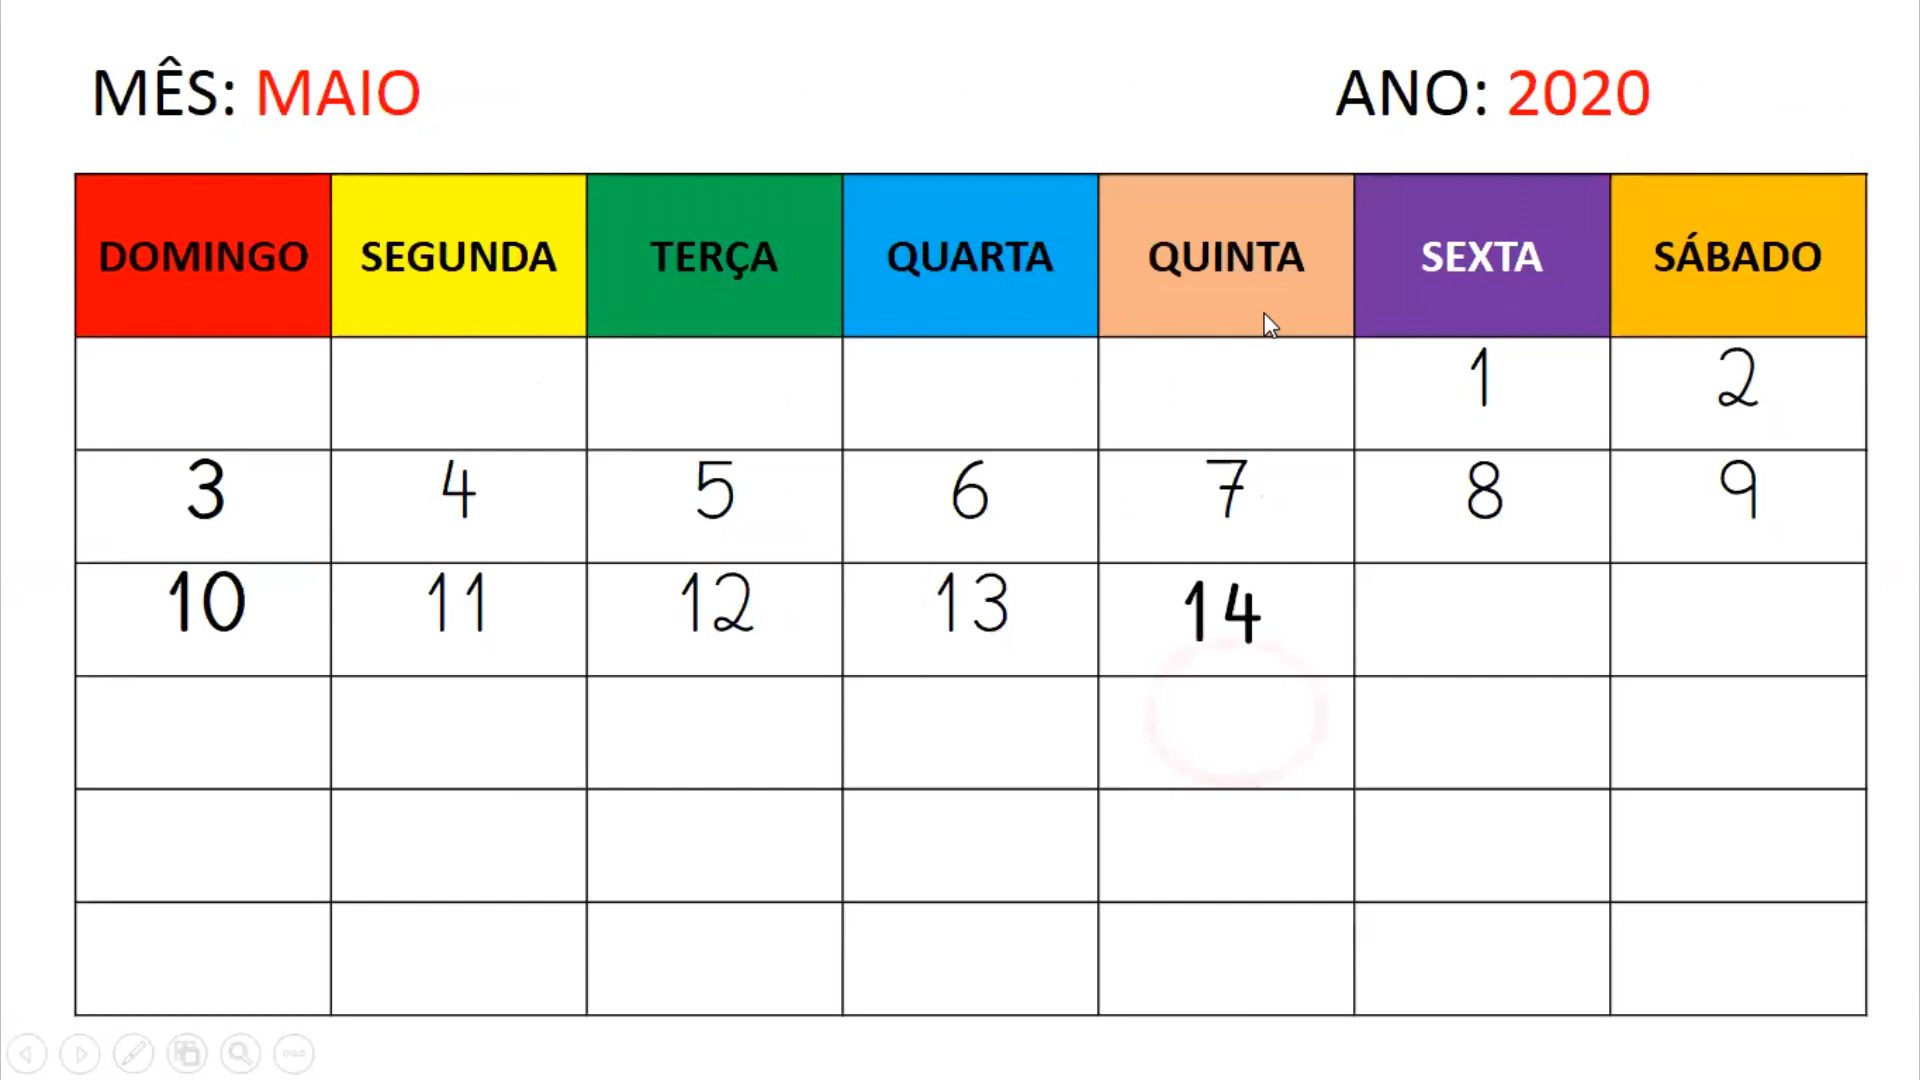 MÊS: MAIO ANO: 2020
DOMINGO SEGUNDA TERÇA QUARTA QUINTA SEXTA SÁBADO
1 2
3 4 5 6 7 8 9
10 11 12 13 14